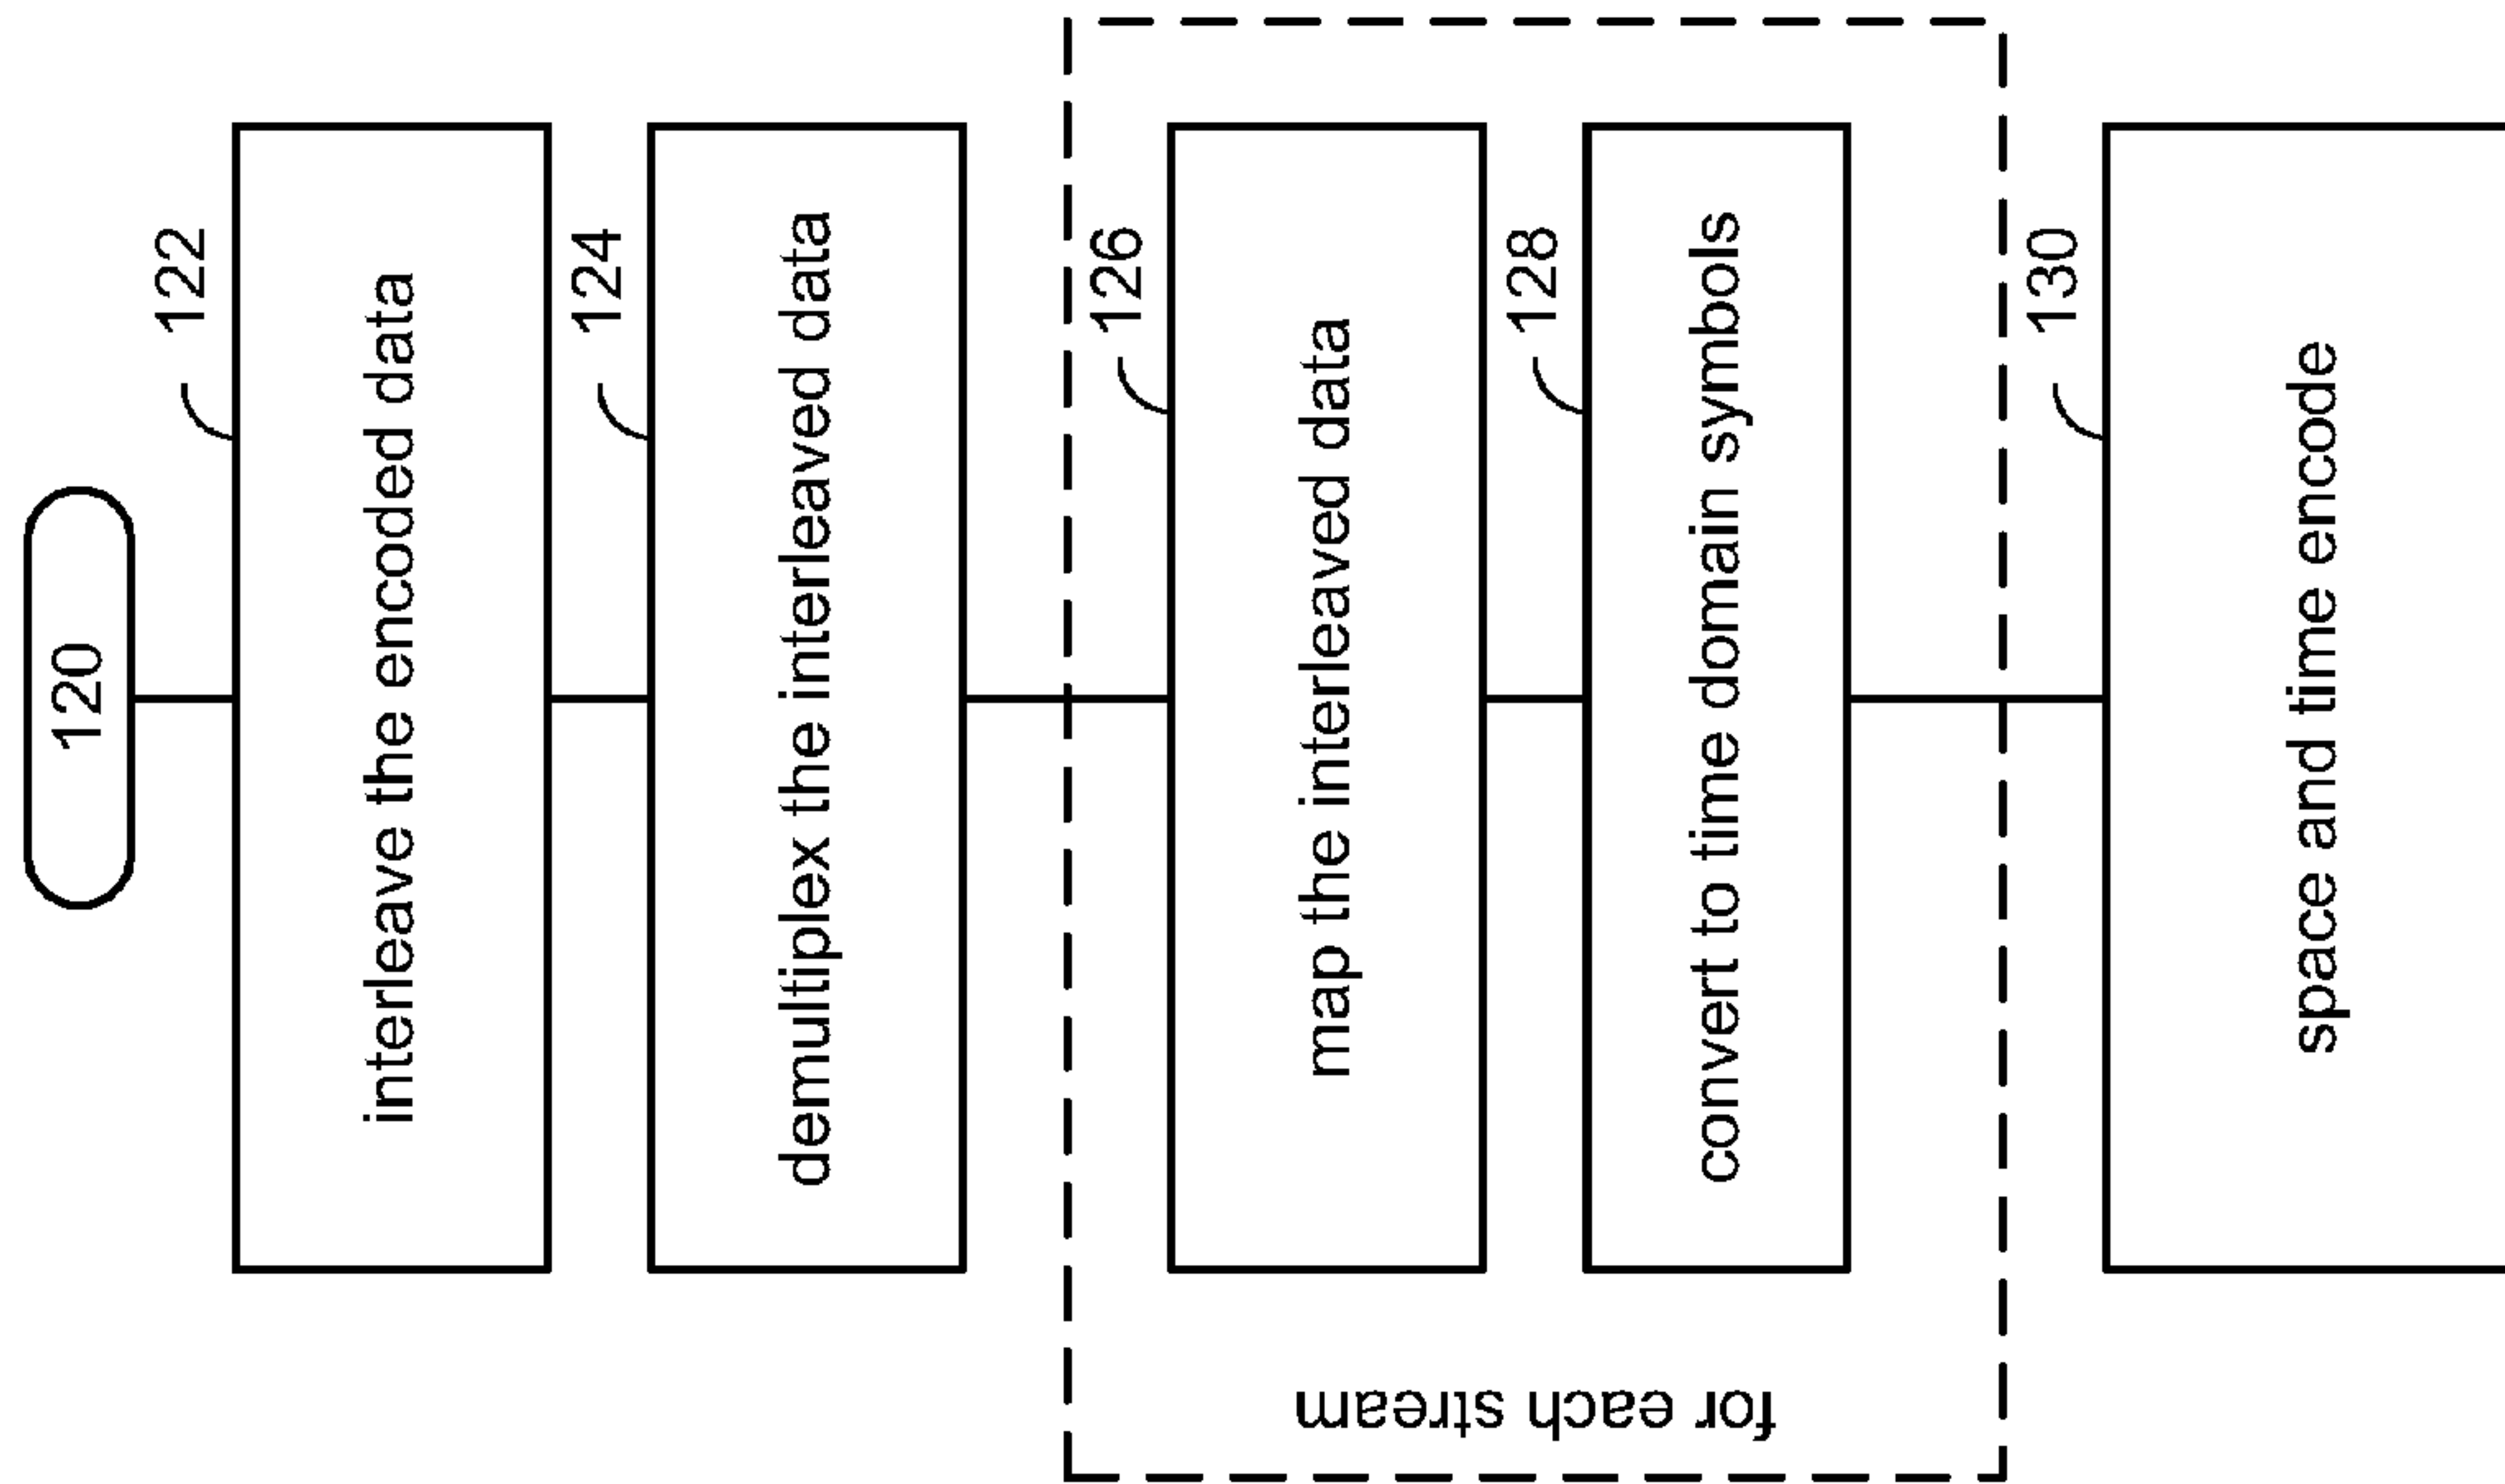 120
122
interleave the encoded data
124
demultiplex the interleaved data
for each stream
126
map the interleaved data
128
convert to time domain symbols
130
space and time encode